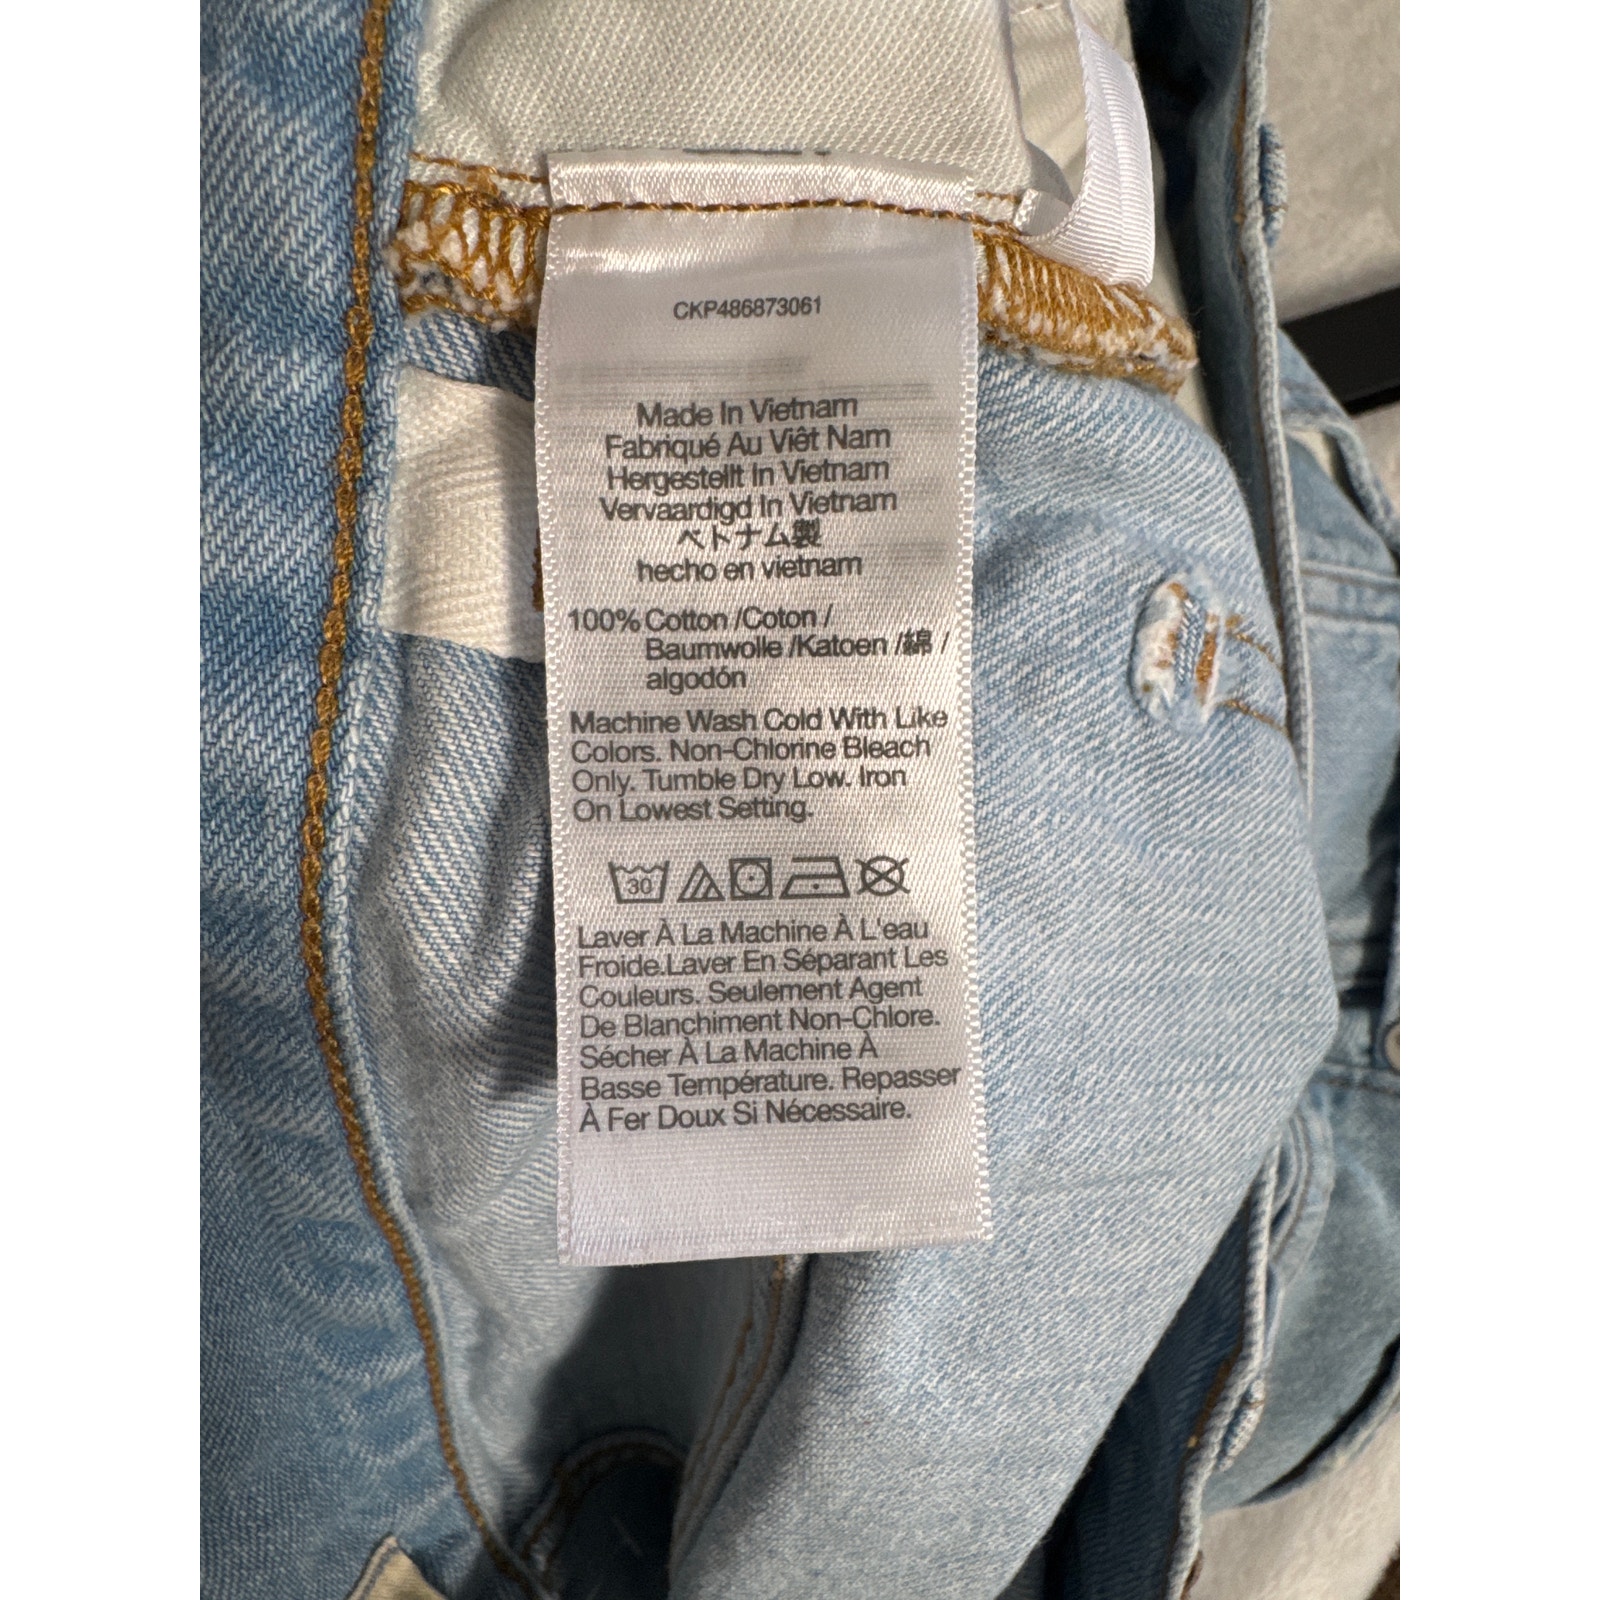 CKP486873061
Made In Vietnam
Fabriqué Au Viêt Nam
Hergestellt In Vietnam
Vervaardigd In Vietnam
ベトナム製
hecho en vietnam
100% Cotton /Coton /
Baumwolle /Katoen /綿 /
algodón
Machine Wash Cold With Like
Colors. Non-Chlorine Bleach
Only. Tumble Dry Low. Iron
On Lowest Setting.
30
Laver À La Machine À L'eau
Froide.Laver En Séparant Les
Couleurs. Seulement Agent
De Blanchiment Non-Chlore.
Sécher À La Machine À
Basse Température. Repasser
À Fer Doux Si Nécessaire.